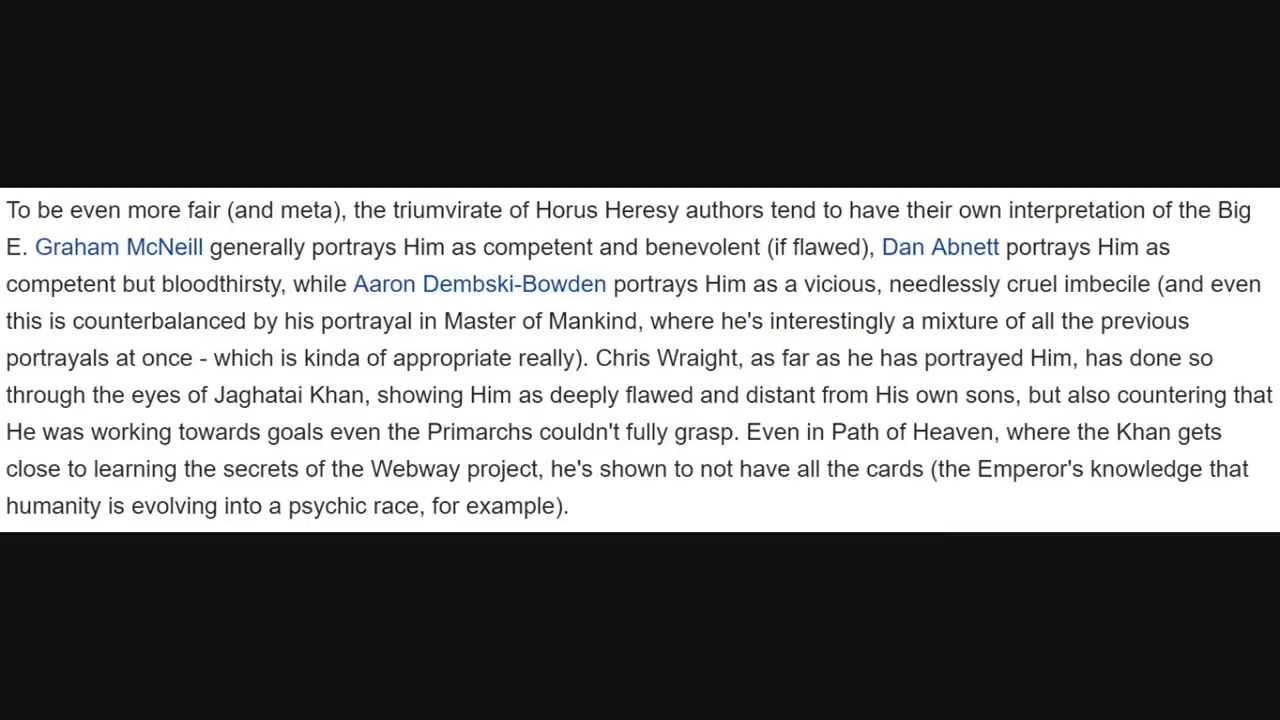 To be even more fair (and meta), the triumvirate of Horus Heresy authors tend to have their own interpretation of the Big
E. Graham McNeill generally portrays Him as competent and benevolent (if flawed), Dan Abnett portrays Him as
competent but bloodthirsty, while Aaron Dembski-Bowden portrays Him as a vicious, needlessly cruel imbecile (and even
this is counterbalanced by his portrayal in Master of Mankind, where he's interestingly a mixture of all the previous
portrayals at once - which is kinda of appropriate really). Chris Wraight, as far as he has portrayed Him, has done so
through the eyes of Jaghatai Khan, showing Him as deeply flawed and distant from His own sons, but also countering that
He was working towards goals even the Primarchs couldn't fully grasp. Even in Path of Heaven, where the Khan gets
close to learning the secrets of the Webway project, he's shown to not have all the cards (the Emperor's knowledge that
humanity is evolving into a psychic race, for example).